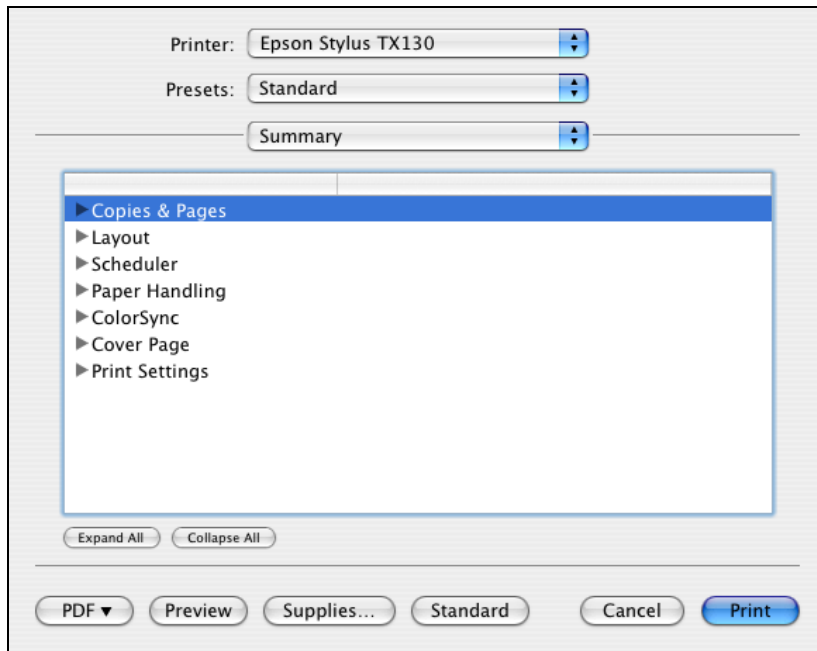 Printer: Epson Stylus TX130
Presets: Standard
Summary
Copies & Pages
Layout
Scheduler
Paper Handling
ColorSync
Cover Page
Print Settings
Expand All Collapse All
PDF▼ Preview Supplies... Standard Cancel Print